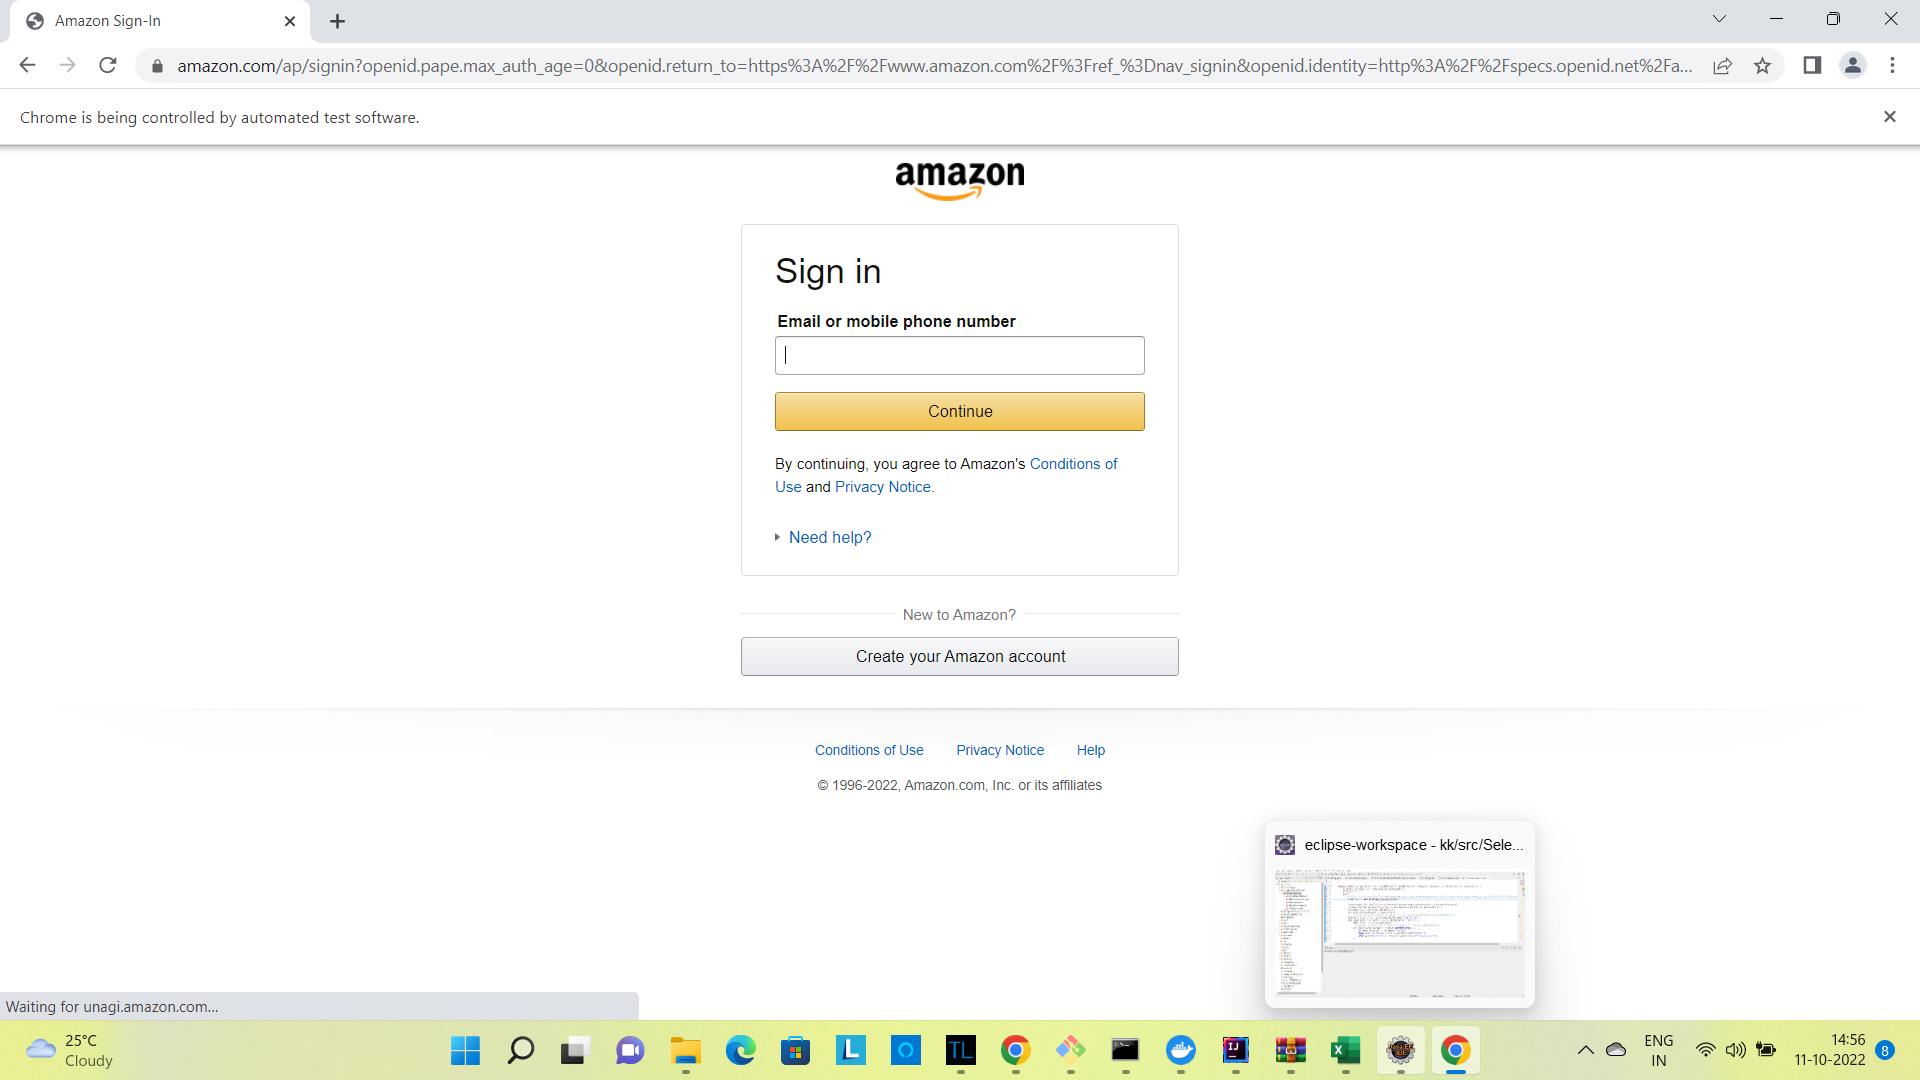 Amazon Sign-In
amazon.com/ap/signin?openid.pape.max_auth_age=0&openid.return_to=https%3A%2F%2Fwww.amazon.com%2F%3Fref_%3Dnav_signin&openid.identity=http%3A%2F%2Fspecs.openid.net%2Fa...
Chrome is being controlled by automated test software.
amazon
Sign in
Email or mobile phone number
Continue
By continuing, you agree to Amazon's Conditions of
Use and Privacy Notice.
Need help?
New to Amazon?
Create your Amazon account
Conditions of Use Privacy Notice Help
© 1996-2022, Amazon.com, Inc. or its affiliates
eclipse-workspace - kk/src/Sele...
Waiting for unagi.amazon.com...
25°C
Cloudy
L
TL
IJ
ENG
IN
14:56
11-10-2022
8